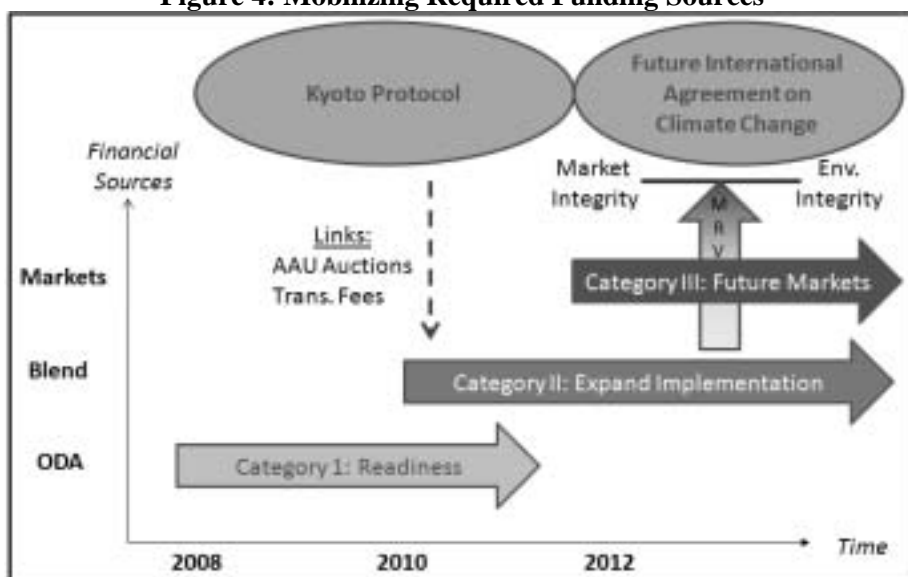 Figure 4: Mobilizing Required Funding Sources
Kyoto Protocol
Future International
Agreement on
Climate Change
Financial
Sources
Market
Integrity
Env.
Integrity
M
R
V
Links:
AAU Auctions
Trans. Fees
Markets
Category III: Future Markets
Blend
Category II: Expand Implementation
ODA
Category 1: Readiness
2008
2010
2012
Time